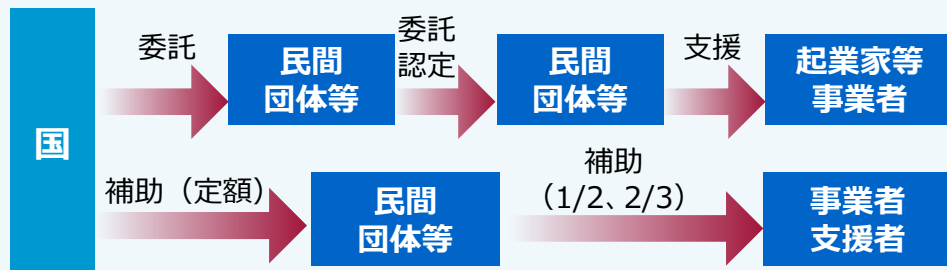 国
委託
民間
団体等
委託
認定
民間
団体等
支援
起業家等
事業者
補助（定額）
民間
団体等
補助
（1/2、2/3）
事業者
支援者